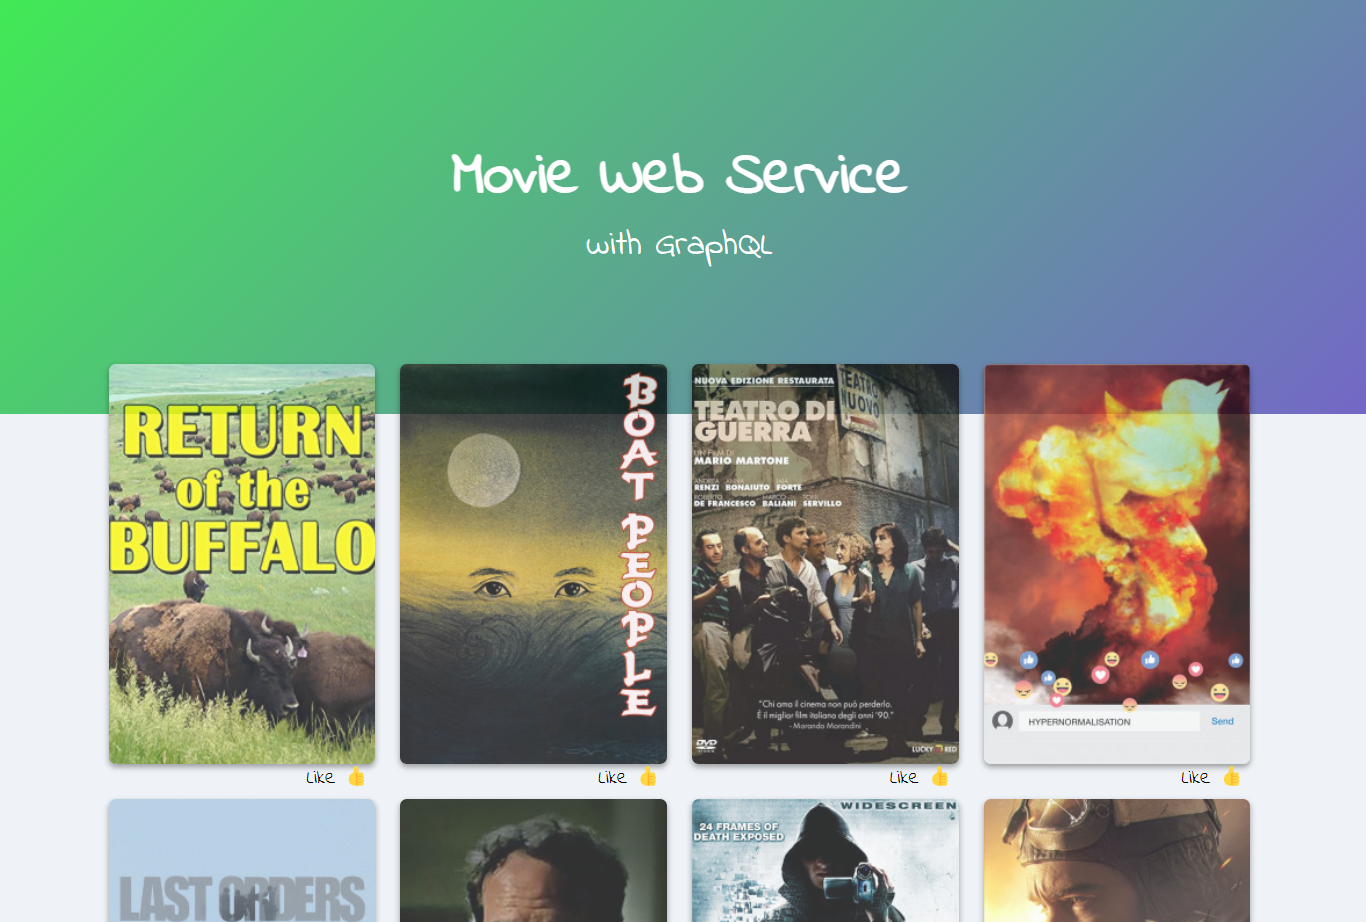 Movie Web Service
with GraphQL
RETURN
of the
BUFFALO
BOAT PEOPLE
NUOVA EDIZIONE RESTAURATA
TEATRO
NUOVO
TEATRO DI
GUERRA
UN FILM DI
MARIO MARTONE
ANDREA RENZI ANNA BONAIUTO IAIA FORTE
ROBERTO DE FRANCESCO MARCO BALIANI TONI SERVILLO
"Chi amo il cinema non può perderlo.
È il miglior film italiano degli anni '90."
- Morando Morandini
DVD
LUCKY RED
HYPERNORMALISATION
Send
Like 👍
Like 👍
Like 👍
Like 👍
LAST ORDERS
WIDESCREEN
24 FRAMES OF
DEATH EXPOSED